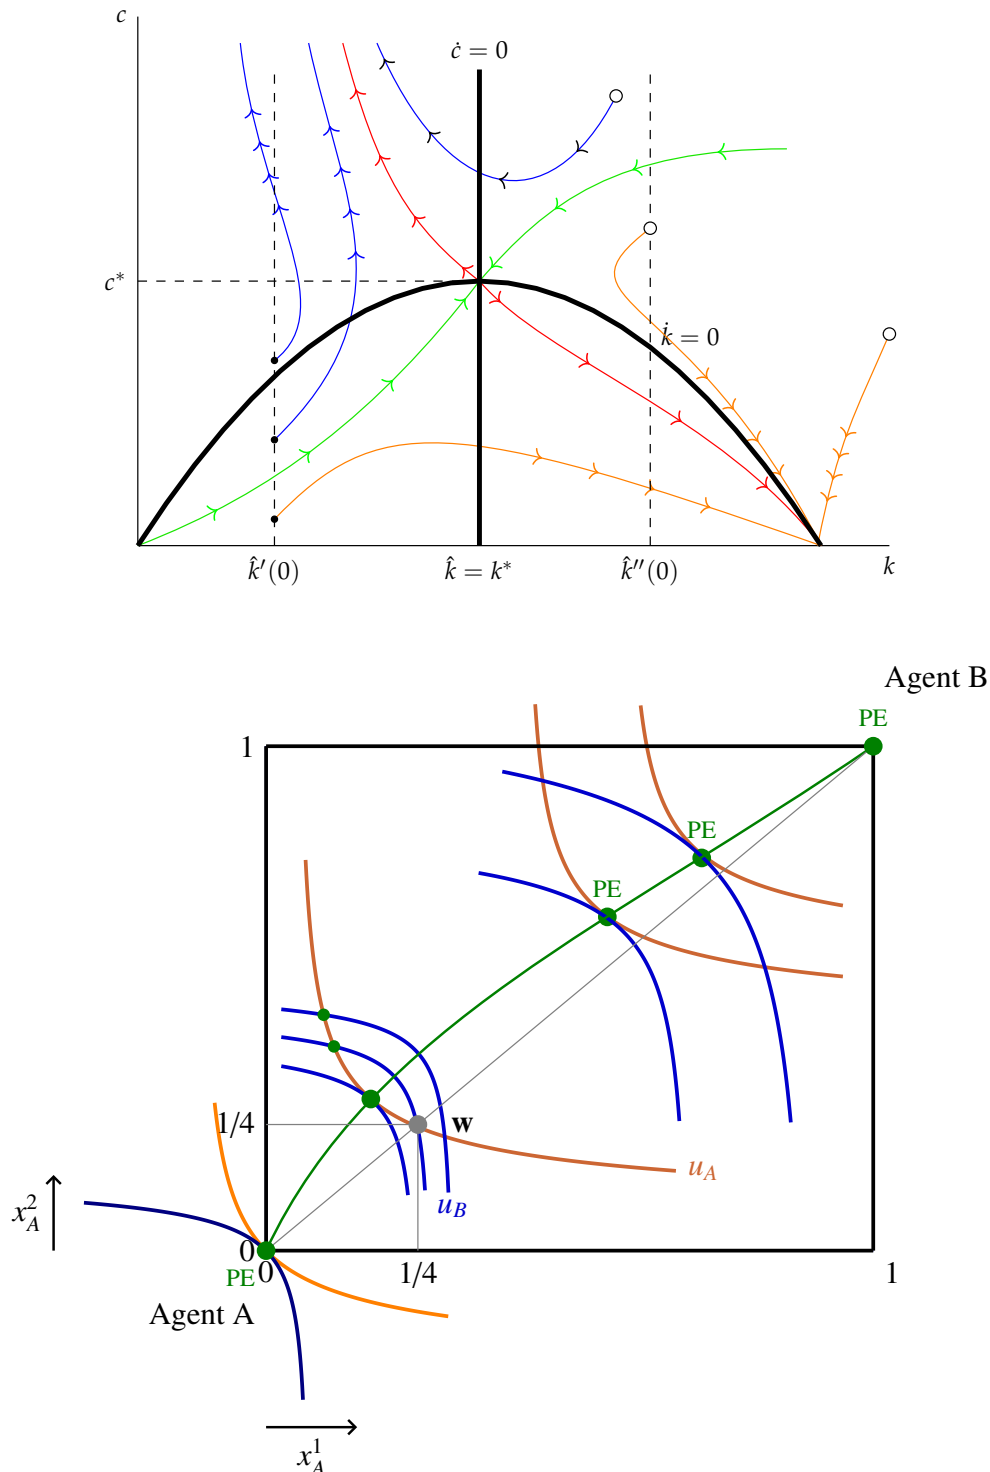 c
ċ = 0
c*
k̇ = 0
k̂′(0)
k̂ = k*
k̂″(0)
k
Agent B
PE
1
PE
PE
1/4
w
u_A
x_A^2
u_B
0
PE
0
1/4
1
Agent A
x_A^1